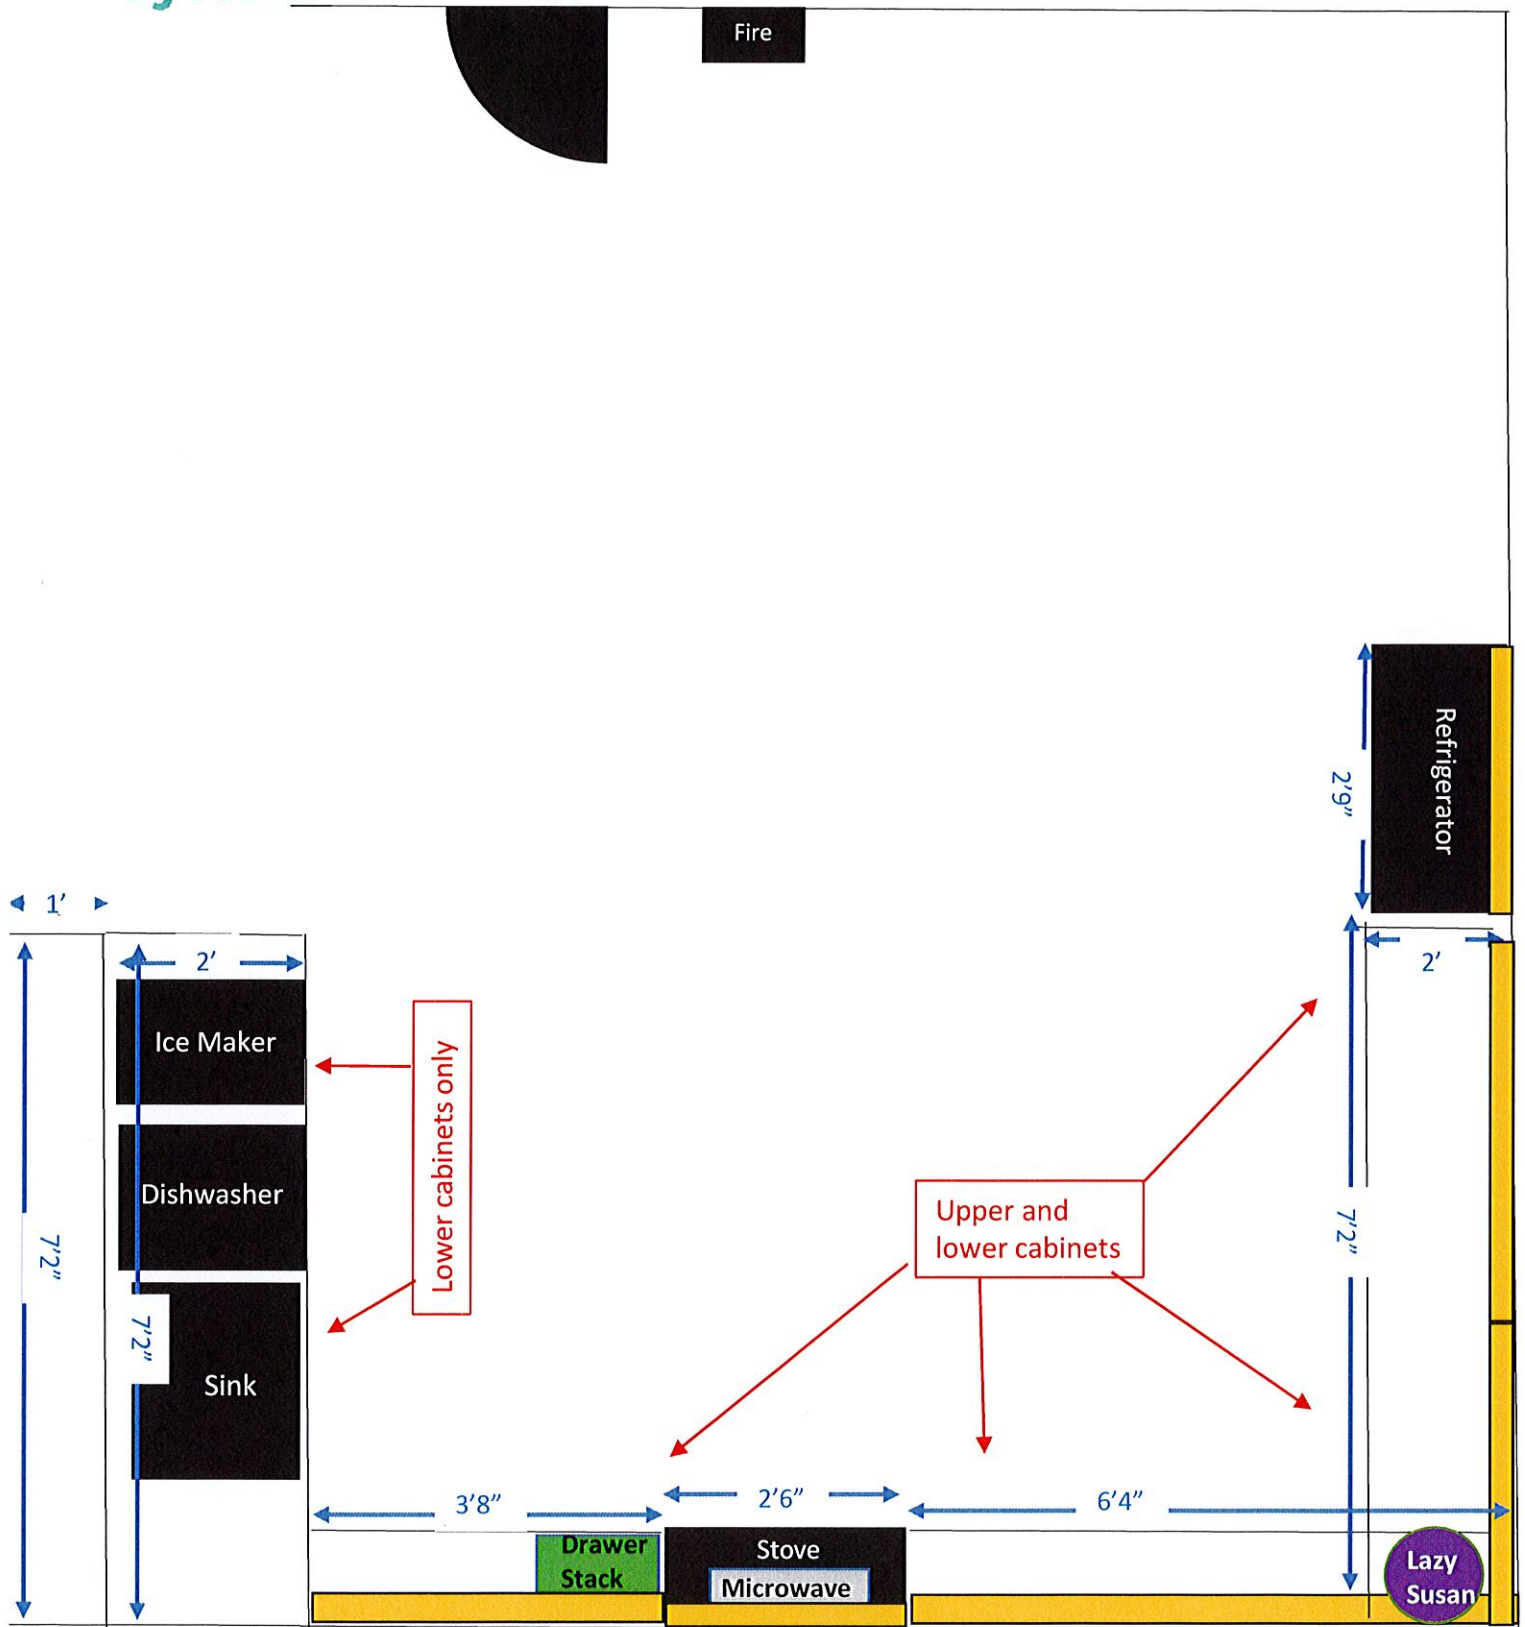 Fire
Refrigerator
2'9"
1'
2'
2'
Ice Maker
Lower cabinets only
Dishwasher
Upper and
lower cabinets
7'2"
7'2"
7'2"
Sink
3'8"
2'6"
6'4"
Drawer
Stack
Stove
Microwave
Lazy
Susan